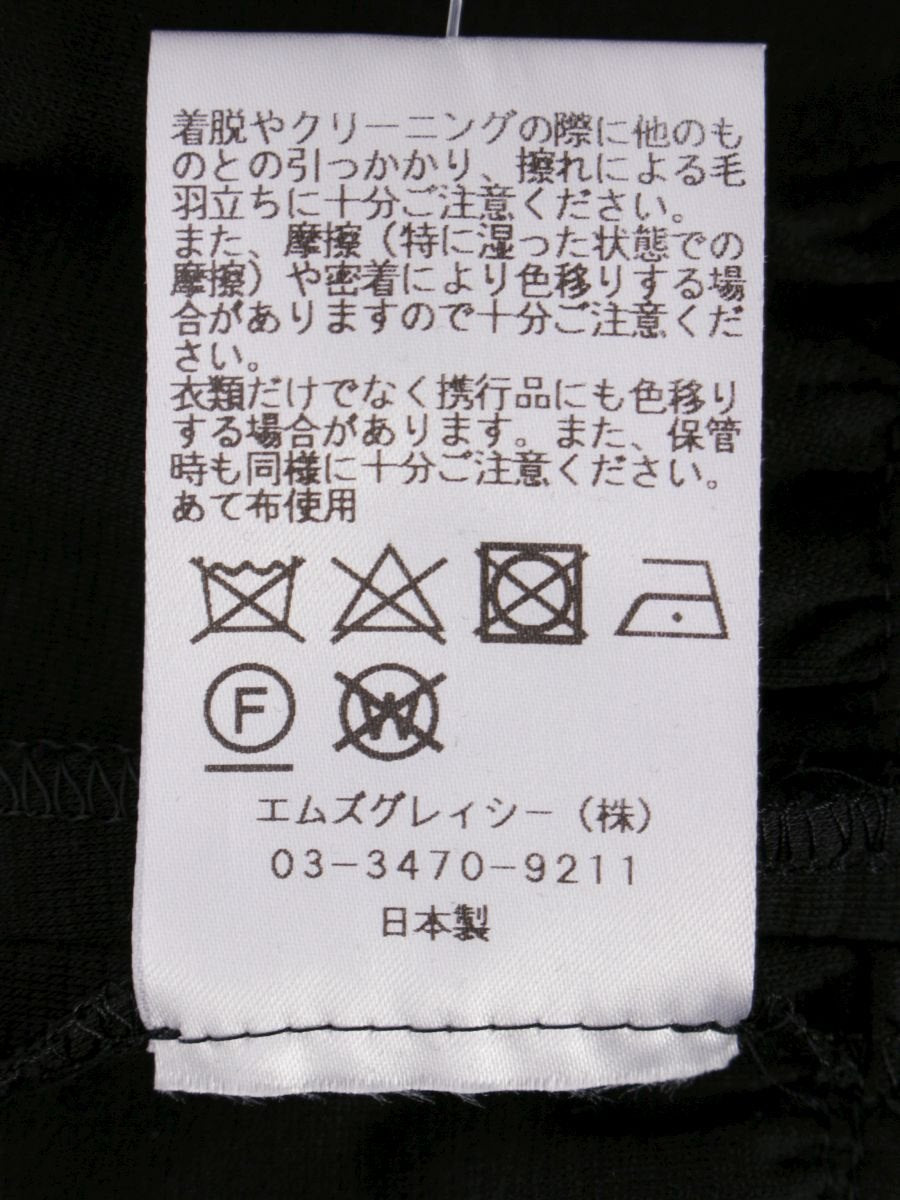 着脱やクリーニングの際に他のも
のとの引っかかり、擦れによる毛
羽立ちに十分ご注意ください。
また、摩擦（特に湿った状態での
摩擦）や密着により色移りする場
合がありますので十分ご注意くだ
さい。
衣類だけでなく携行品にも色移り
する場合があります。また、保管
時も同様に十分ご注意ください。
あて布使用
F
W
エムズグレィシー（株）
03-3470-9211
日本製